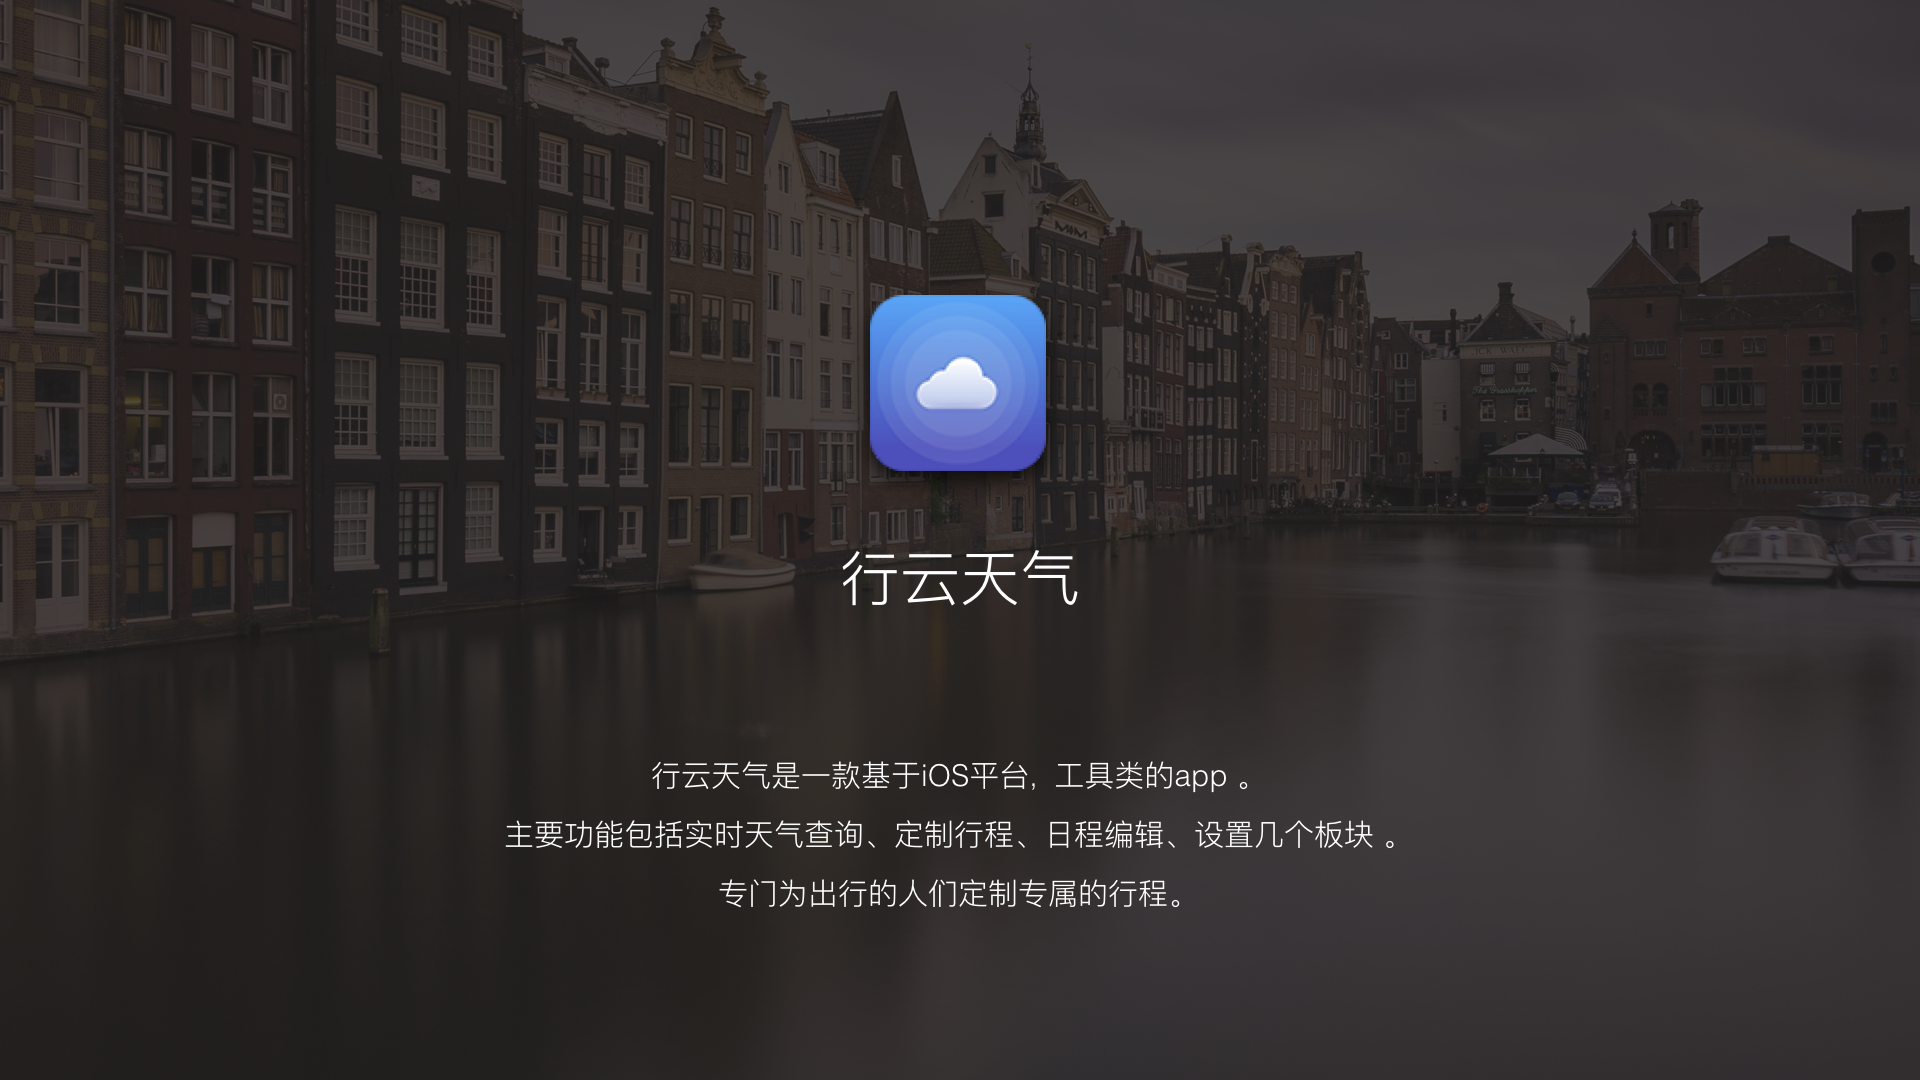 行云天气
行云天气是一款基于iOS平台，工具类的app 。
主要功能包括实时天气查询、定制行程、日程编辑、设置几个板块 。
专门为出行的人们定制专属的行程。